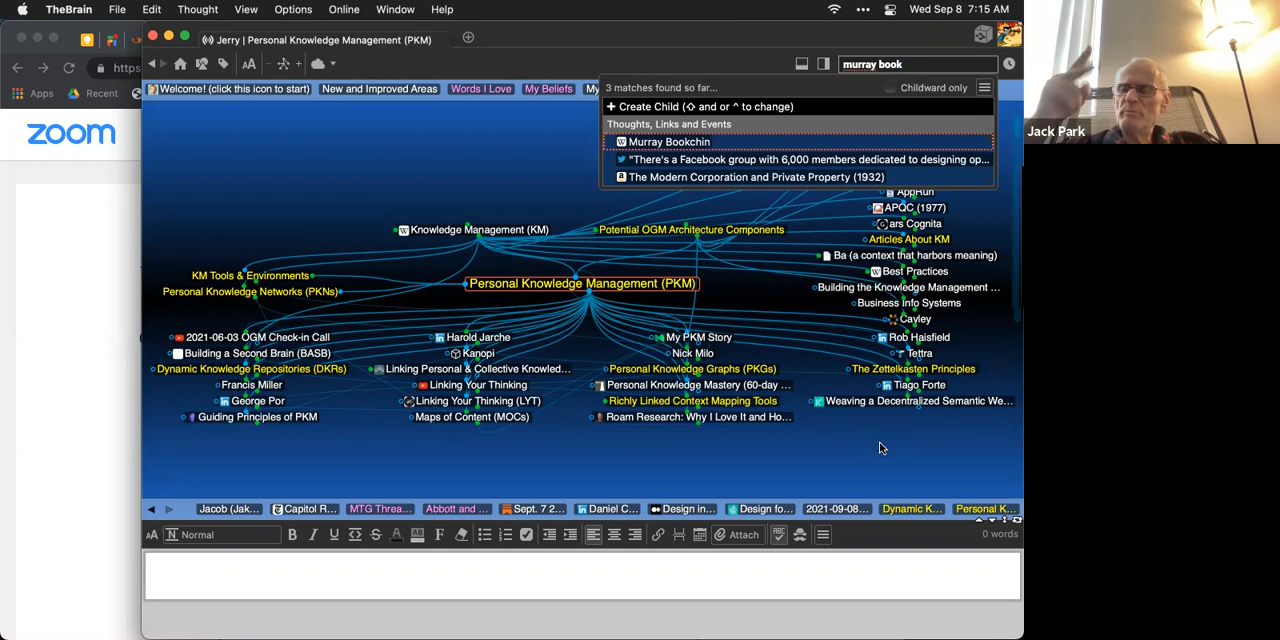 TheBrain File Edit Thought View Options Online Window Help
Wed Sep 8 7:15 AM
Jerry | Personal Knowledge Management (PKM)
https
AA
murray book
Apps Recent
Welcome! (click this icon to start) New and Improved Areas Words I Love My Beliefs My
3 matches found so far... Childward only
Create Child (⇧ and or ^ to change)
Thoughts, Links and Events
Murray Bookchin
"There's a Facebook group with 6,000 members dedicated to designing op...
The Modern Corporation and Private Property (1932)
zoom
Jack Park
AppRun
APQC (1977)
ars Cognita
Articles About KM
Ba (a context that harbors meaning)
Best Practices
Building the Knowledge Management ...
Business Info Systems
Cayley
Knowledge Management (KM)
Potential OGM Architecture Components
KM Tools & Environments
Personal Knowledge Networks (PKNs)
Personal Knowledge Management (PKM)
2021-06-03 OGM Check-in Call
Building a Second Brain (BASB)
Dynamic Knowledge Repositories (DKRs)
Francis Miller
George Por
Guiding Principles of PKM
Harold Jarche
Kanopi
Linking Personal & Collective Knowled...
Linking Your Thinking
Linking Your Thinking (LYT)
Maps of Content (MOCs)
My PKM Story
Nick Milo
Personal Knowledge Graphs (PKGs)
Personal Knowledge Mastery (60-day ...
Richly Linked Context Mapping Tools
Roam Research: Why I Love It and Ho...
Rob Haisfield
Tettra
The Zettelkasten Principles
Tiago Forte
Weaving a Decentralized Semantic We...
Jacob (Jak... Capitol R... MTG Threa... Abbott and ... Sept. 7 2... Daniel C... Design in... Design fo... 2021-09-08... Dynamic K... Personal K...
AA N Normal B I U S A AB F Attach ABC 0 words